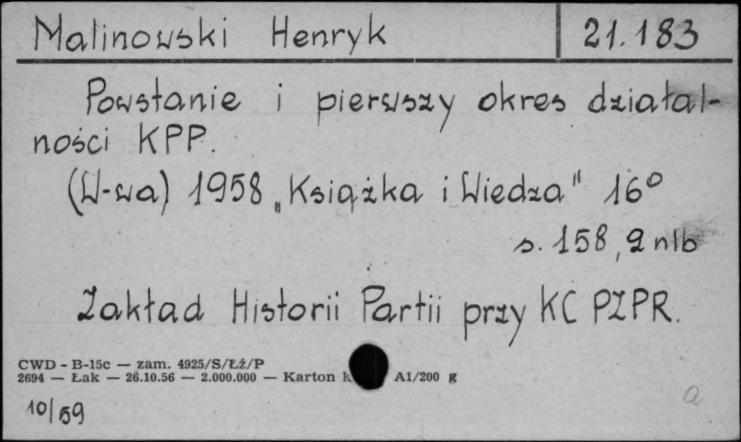 Malinowski Henryk 21.183
Powstanie i pierwszy okres działal-
ności KPP.
(W-wa) 1958 „Książka i Wiedza" 16°
s. 158, 2 nlb
Zakład Historii Partii przy KC PZPR.
CWD - B-15c — zam. 4925/S/ŁŻ/P
2694 — Łak — 26.10.56 — 2.000.000 — Karton A1/200 g
10/59
a